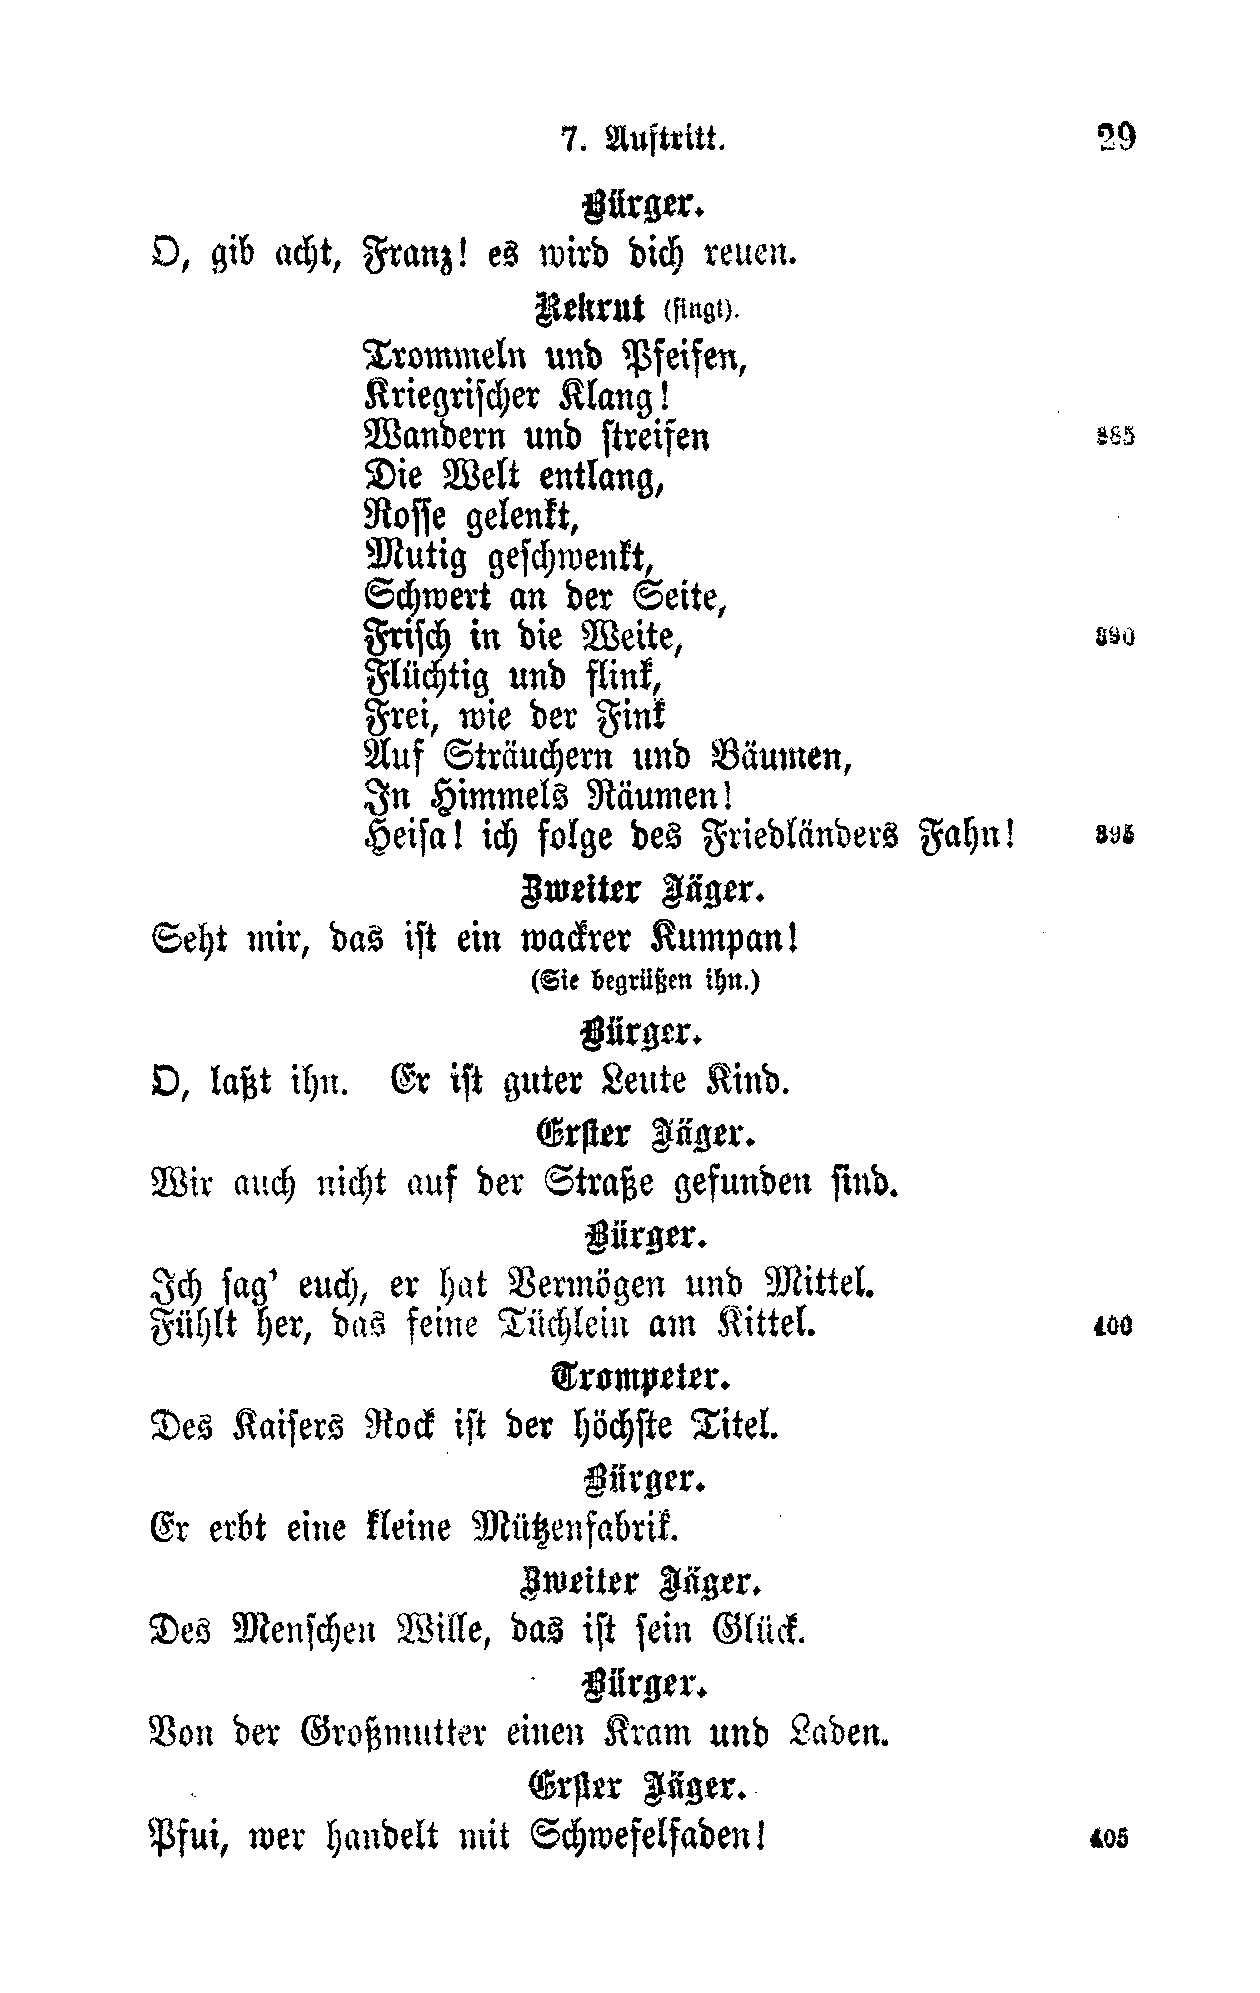 7. Auftritt. 29
Bürger.
O, gib acht, Franz! es wird dich reuen.
Rekrut (singt).
Trommeln und Pfeifen,
Kriegrischer Klang!
Wandern und streifen 385
Die Welt entlang,
Rosse gelenkt,
Mutig geschwenkt,
Schwert an der Seite,
Frisch in die Weite, 390
Flüchtig und flink,
Frei, wie der Fink
Auf Sträuchern und Bäumen,
In Himmels Räumen!
Heisa! ich folge des Friedländers Fahn! 395
Zweiter Jäger.
Seht mir, das ist ein wackrer Kumpan!
(Sie begrüßen ihn.)
Bürger.
O, laßt ihn. Er ist guter Leute Kind.
Erster Jäger.
Wir auch nicht auf der Straße gefunden sind.
Bürger.
Ich sag' euch, er hat Vermögen und Mittel.
Fühlt her, das feine Tüchlein am Kittel. 400
Trompeter.
Des Kaisers Rock ist der höchste Titel.
Bürger.
Er erbt eine kleine Mützenfabrik.
Zweiter Jäger.
Des Menschen Wille, das ist sein Glück.
Bürger.
Von der Großmutter einen Kram und Laden.
Erster Jäger.
Pfui, wer handelt mit Schwefelfaden! 405